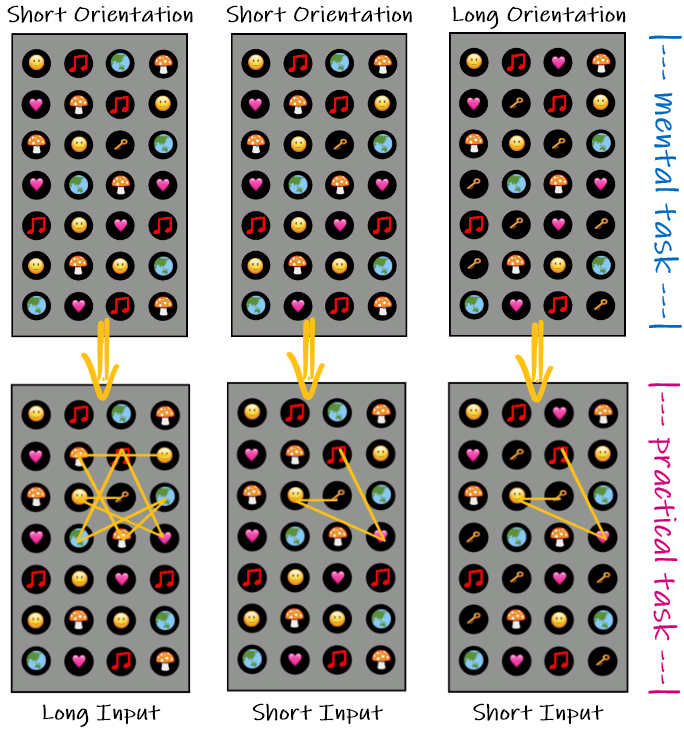 Short Orientation
Short Orientation
Long Orientation
|--- mental task ---|
|--- practical task ---|
Long Input
Short Input
Short Input